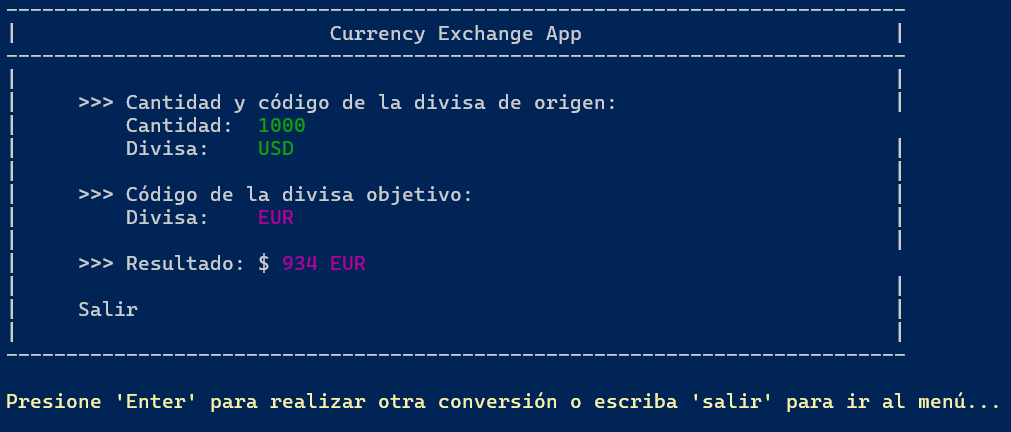 Currency Exchange App
>>> Cantidad y código de la divisa de origen:
Cantidad: 1000
Divisa: USD
>>> Código de la divisa objetivo:
Divisa: EUR
>>> Resultado: $ 934 EUR
Salir
Presione 'Enter' para realizar otra conversión o escriba 'salir' para ir al menú...